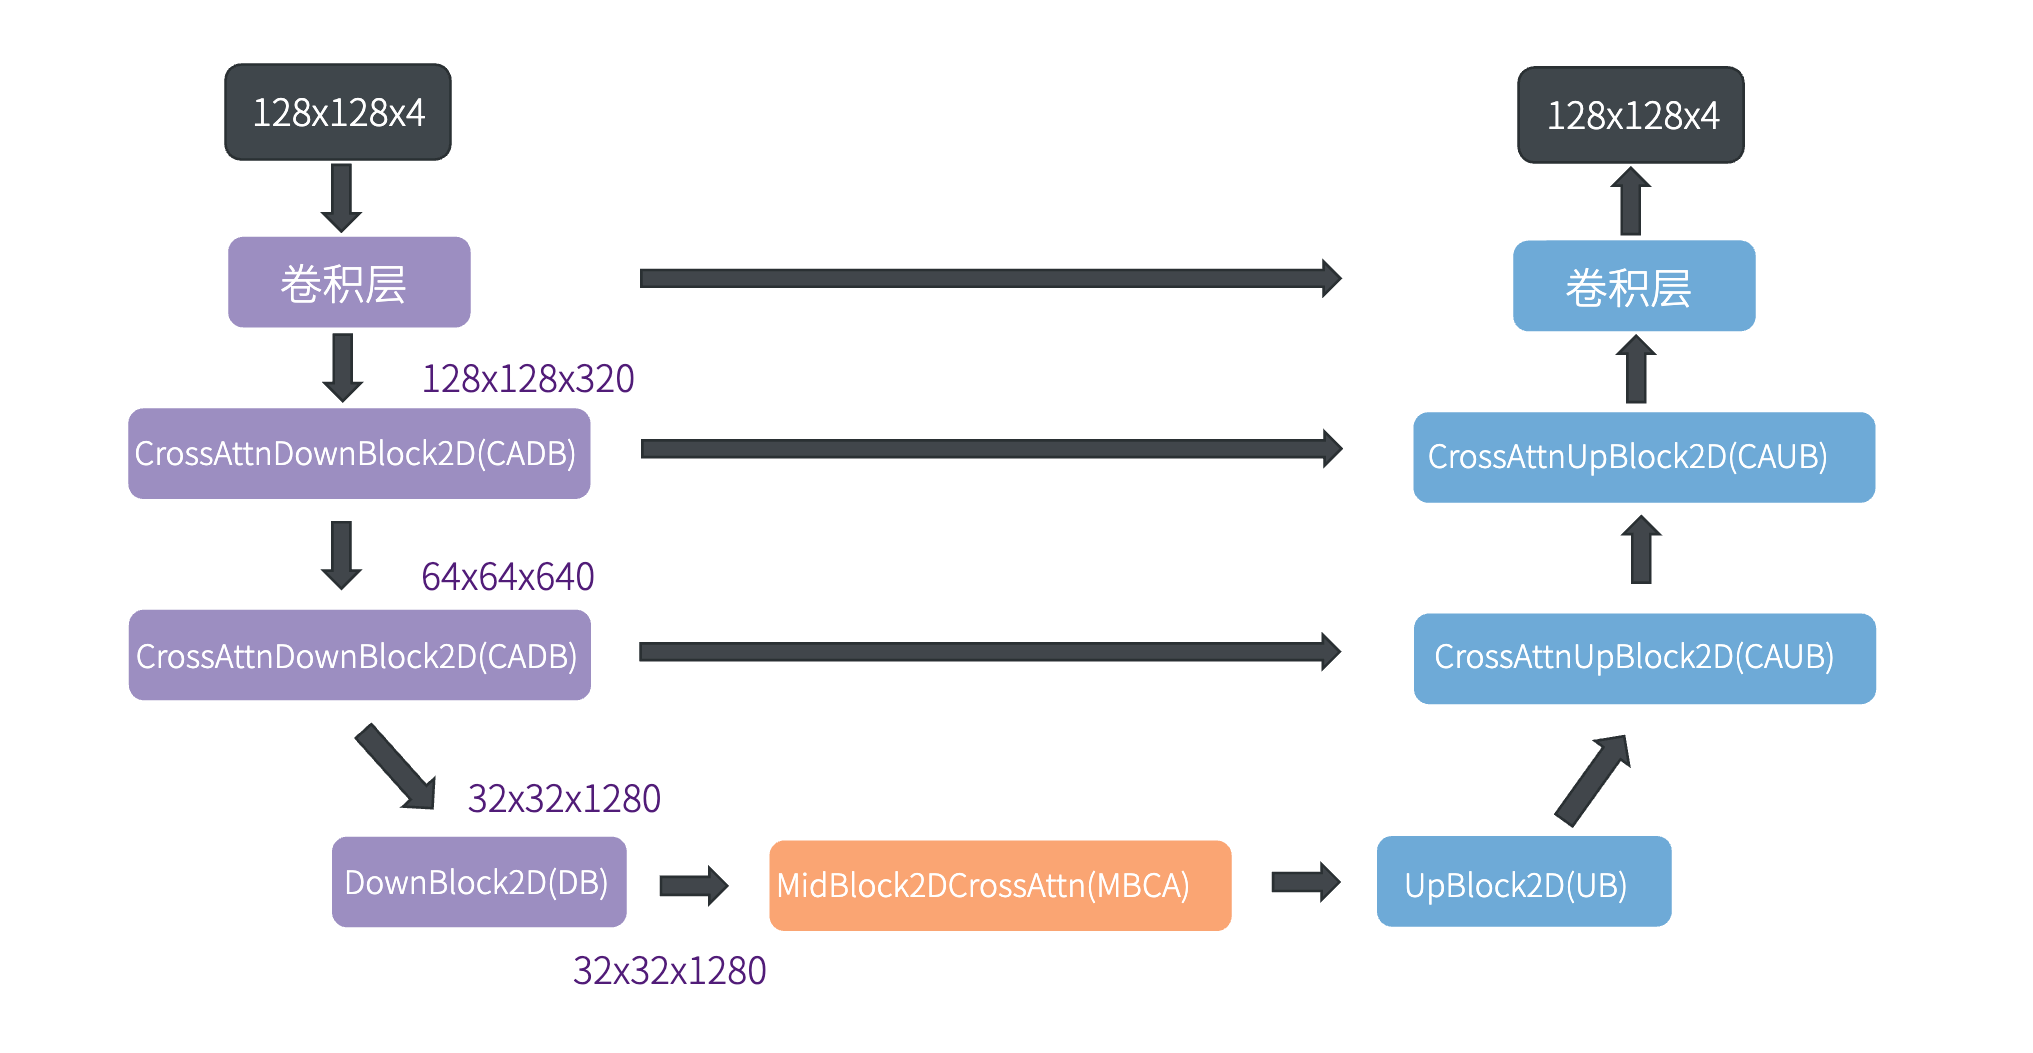 128x128x4
128x128x4
卷积层
卷积层
128x128x320
CrossAttnDownBlock2D(CADB)
CrossAttnUpBlock2D(CAUB)
64x64x640
CrossAttnDownBlock2D(CADB)
CrossAttnUpBlock2D(CAUB)
32x32x1280
DownBlock2D(DB)
MidBlock2DCrossAttn(MBCA)
UpBlock2D(UB)
32x32x1280